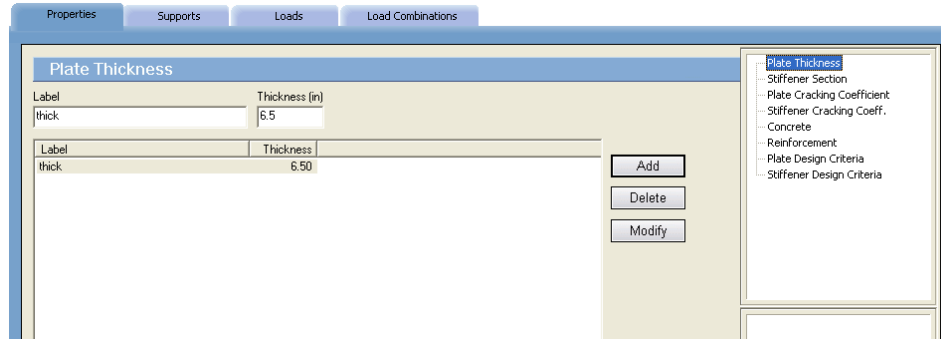 Properties
Supports
Loads
Load Combinations
Plate Thickness
Label
Thickness (in)
thick
6.5
Label
Thickness
thick
6.50
Add
Delete
Modify
Plate Thickness
Stiffener Section
Plate Cracking Coefficient
Stiffener Cracking Coeff.
Concrete
Reinforcement
Plate Design Criteria
Stiffener Design Criteria